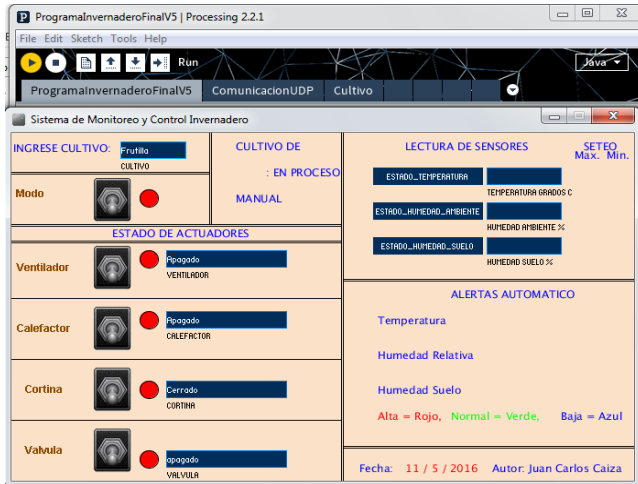 ProgramaInvernaderoFinalV5 | Processing 2.2.1
File Edit Sketch Tools Help
Run
Java
ProgramaInvernaderoFinalV5 ComunicacionUDP Cultivo
Sistema de Monitoreo y Control Invernadero
INGRESE CULTIVO: Frutilla
CULTIVO
CULTIVO DE
: EN PROCESO
MANUAL
Modo
ESTADO DE ACTUADORES
Ventilador Apagado
VENTILADOR
Calefactor Apagado
CALEFACTOR
Cortina Cerrado
CORTINA
Valvula apagado
VALVULA
LECTURA DE SENSORES SETEO
Max. Min.
ESTADO_TEMPERATURA
TEMPERATURA GRADOS C
ESTADO_HUMEDAD_AMBIENTE
HUMEDAD AMBIENTE %
ESTADO_HUMEDAD_SUELO
HUMEDAD SUELO %
ALERTAS AUTOMATICO
Temperatura
Humedad Relativa
Humedad Suelo
Alta = Rojo, Normal = Verde, Baja = Azul
Fecha: 11 / 5 / 2016 Autor: Juan Carlos Caiza